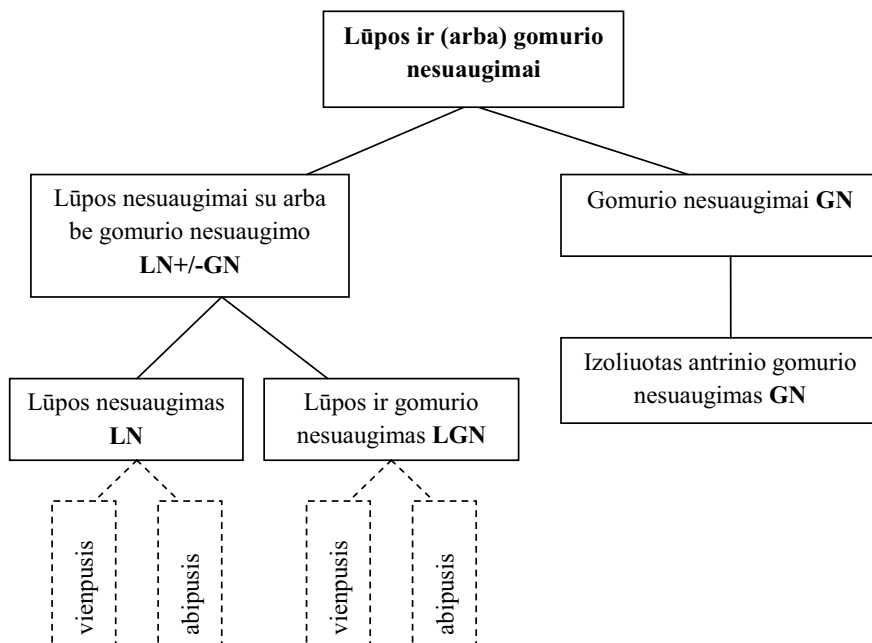 Lūpos ir (arba) gomurio
nesuaugimai
Lūpos nesuaugimai su arba
be gomurio nesuaugimo
LN+/-GN
Gomurio nesuaugimai GN
Izoliuotas antrinio gomurio
nesuaugimas GN
Lūpos nesuaugimas
LN
Lūpos ir gomurio
nesuaugimas LGN
vienpusis
abipusis
vienpusis
abipusis